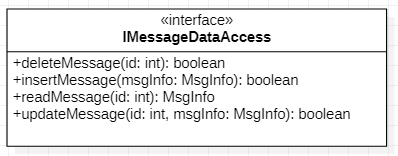 «interface»
IMessageDataAccess
+deleteMessage(id: int): boolean
+insertMessage(msgInfo: MsgInfo): boolean
+readMessage(id: int): MsgInfo
+updateMessage(id: int, msgInfo: MsgInfo): boolean